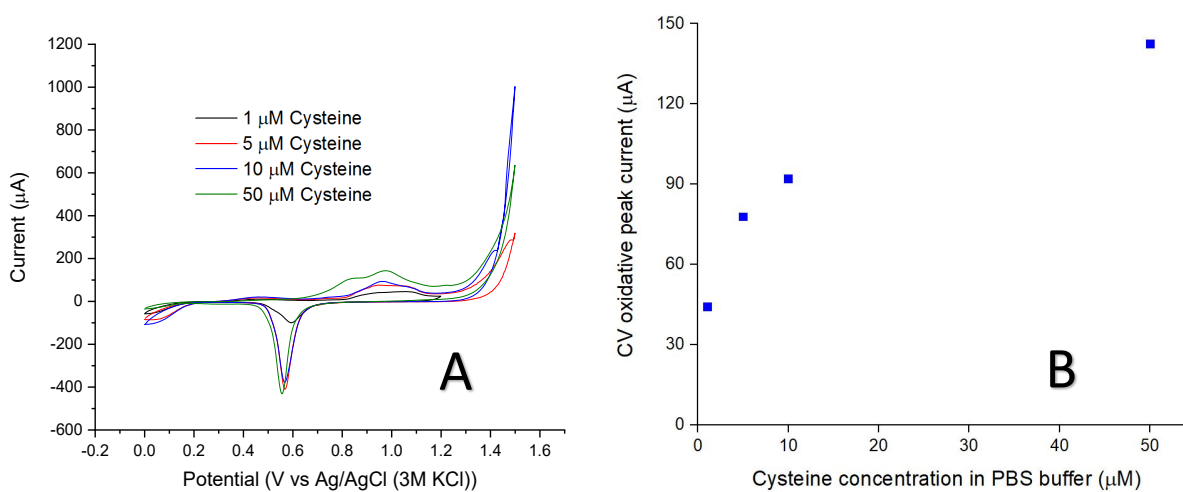 1200
1000
800
600
400
200
0
-200
-400
-600
-0.2 0.0 0.2 0.4 0.6 0.8 1.0 1.2 1.4 1.6
Current (μA)
Potential (V vs Ag/AgCl (3M KCl))
1 μM Cysteine
5 μM Cysteine
10 μM Cysteine
50 μM Cysteine
A
150
120
90
60
30
0
0 10 20 30 40 50
CV oxidative peak current (μA)
Cysteine concentration in PBS buffer (μM)
B